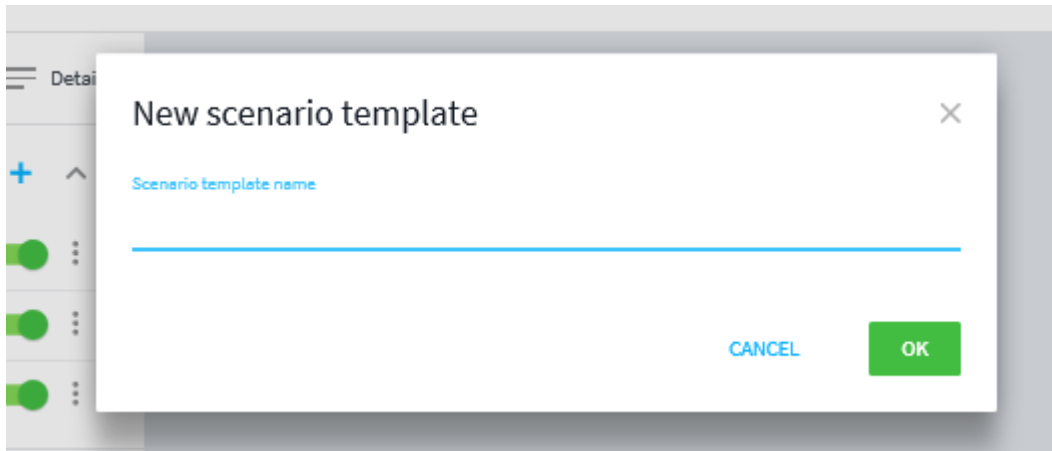 Detai
New scenario template
Scenario template name
CANCEL
OK